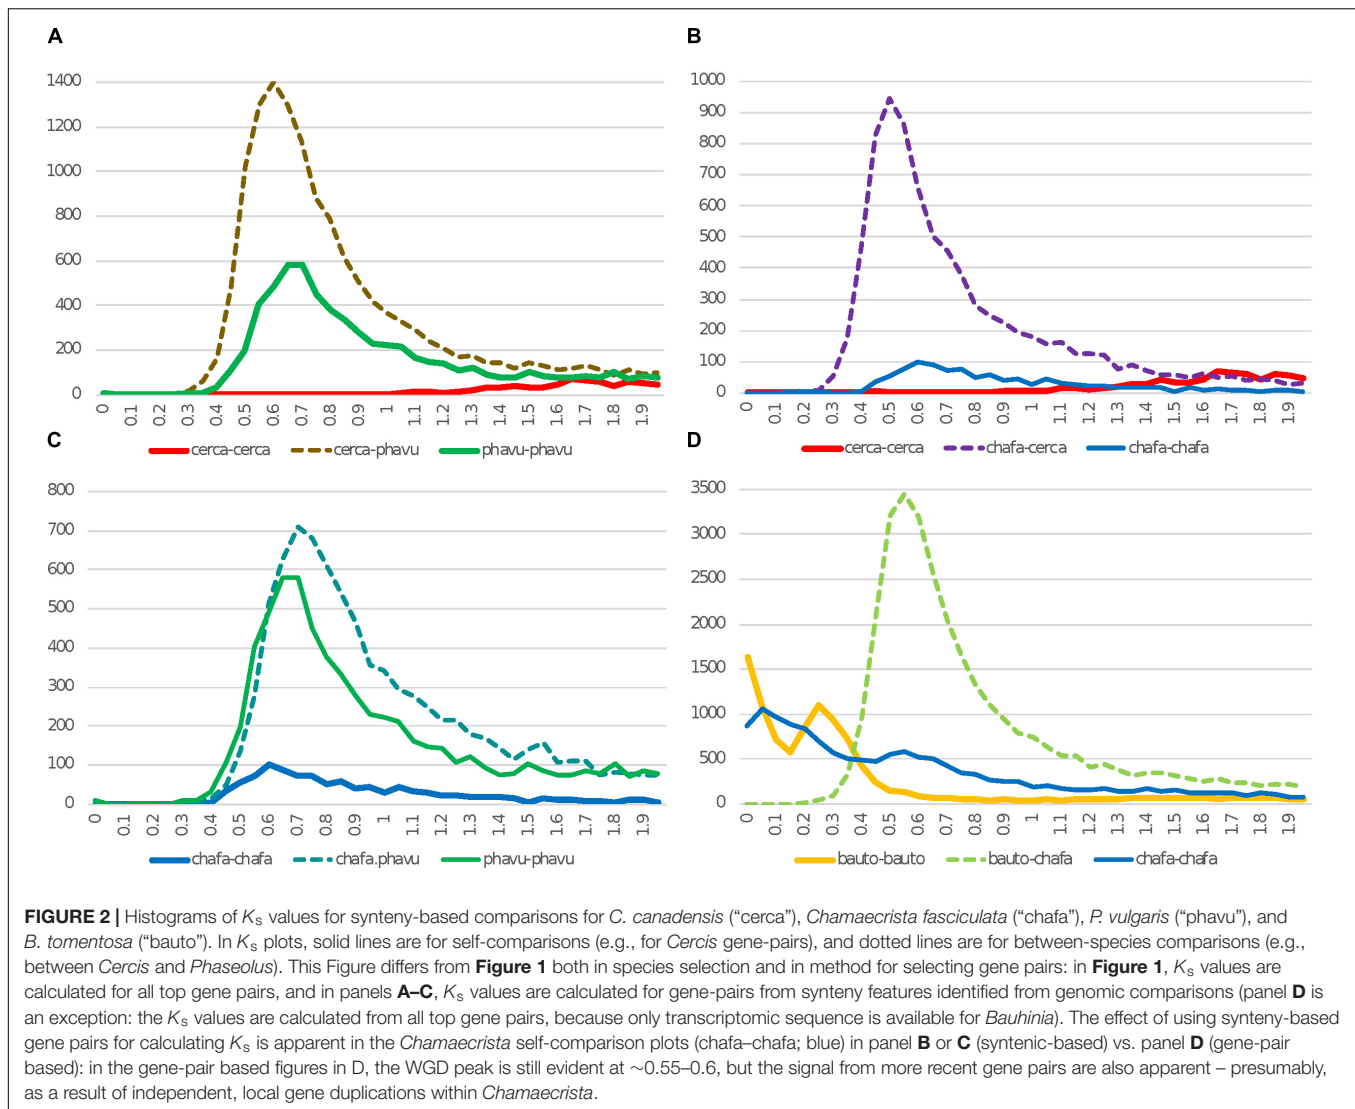 A
1400
1200
1000
800
600
400
200
0
0 0.1 0.2 0.3 0.4 0.5 0.6 0.7 0.8 0.9 1 1.1 1.2 1.3 1.4 1.5 1.6 1.7 1.8 1.9
cerca-cerca cerca-phavu phavu-phavu
B
1000
900
800
700
600
500
400
300
200
100
0
0 0.1 0.2 0.3 0.4 0.5 0.6 0.7 0.8 0.9 1 1.1 1.2 1.3 1.4 1.5 1.6 1.7 1.8 1.9
cerca-cerca chafa-cerca chafa-chafa
C
800
700
600
500
400
300
200
100
0
0 0.1 0.2 0.3 0.4 0.5 0.6 0.7 0.8 0.9 1 1.1 1.2 1.3 1.4 1.5 1.6 1.7 1.8 1.9
chafa-chafa chafa.phavu phavu-phavu
D
3500
3000
2500
2000
1500
1000
500
0
0 0.1 0.2 0.3 0.4 0.5 0.6 0.7 0.8 0.9 1 1.1 1.2 1.3 1.4 1.5 1.6 1.7 1.8 1.9
bauto-bauto bauto-chafa chafa-chafa
FIGURE 2 | Histograms of Ks values for synteny-based comparisons for C. canadensis (“cerca”), Chamaecrista fasciculata (“chafa”), P. vulgaris (“phavu”), and
B. tomentosa (“bauto”). In Ks plots, solid lines are for self-comparisons (e.g., for Cercis gene-pairs), and dotted lines are for between-species comparisons (e.g.,
between Cercis and Phaseolus). This Figure differs from Figure 1 both in species selection and in method for selecting gene pairs: in Figure 1, Ks values are
calculated for all top gene pairs, and in panels A–C, Ks values are calculated for gene-pairs from synteny features identified from genomic comparisons (panel D is
an exception: the Ks values are calculated from all top gene pairs, because only transcriptomic sequence is available for Bauhinia). The effect of using synteny-based
gene pairs for calculating Ks is apparent in the Chamaecrista self-comparison plots (chafa–chafa; blue) in panel B or C (syntenic-based) vs. panel D (gene-pair
based): in the gene-pair based figures in D, the WGD peak is still evident at ∼0.55–0.6, but the signal from more recent gene pairs are also apparent – presumably,
as a result of independent, local gene duplications within Chamaecrista.